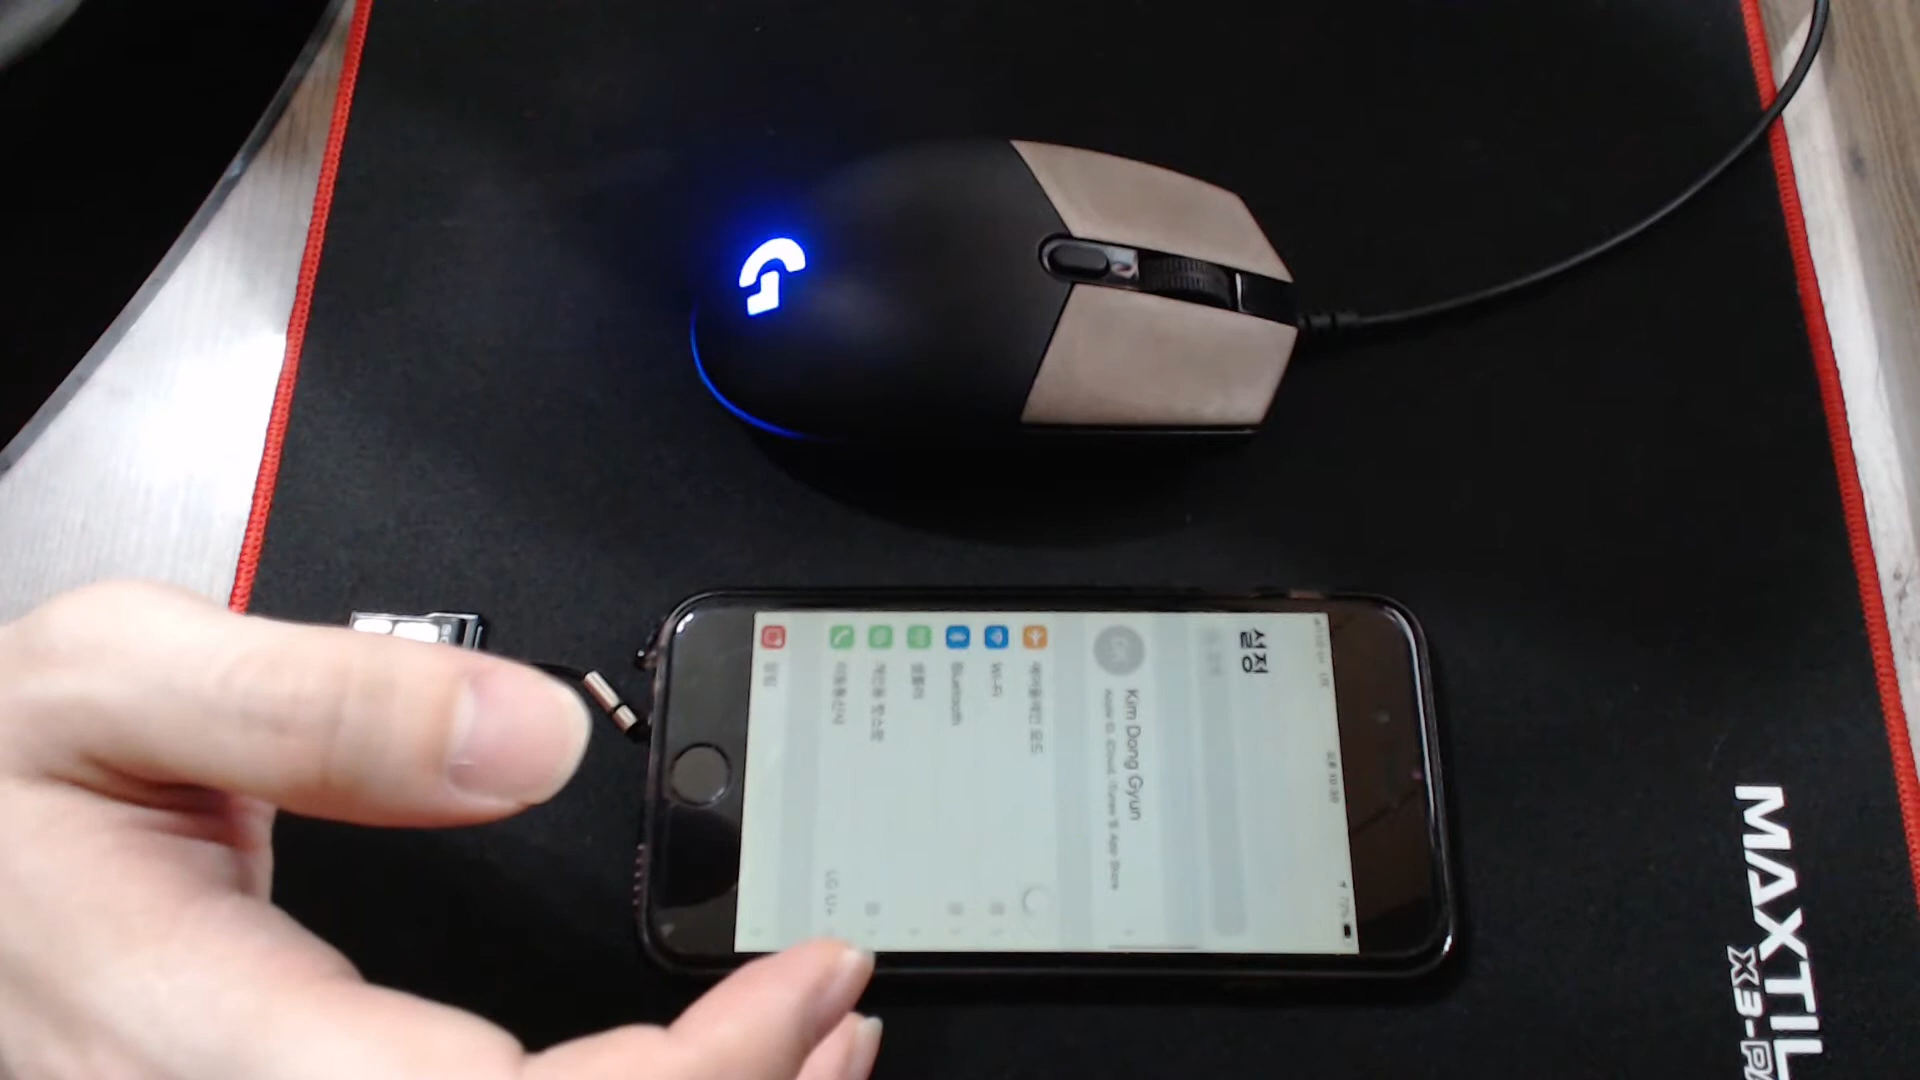 설정
Kim Dong Gyun
Apple ID, iCloud, iTunes 및 App Store
에어플레인 모드
Wi-Fi
Bluetooth
셀룰러
개인용 핫스팟
이동통신사
LG U+
알림
MAXTIL
X3-P
G